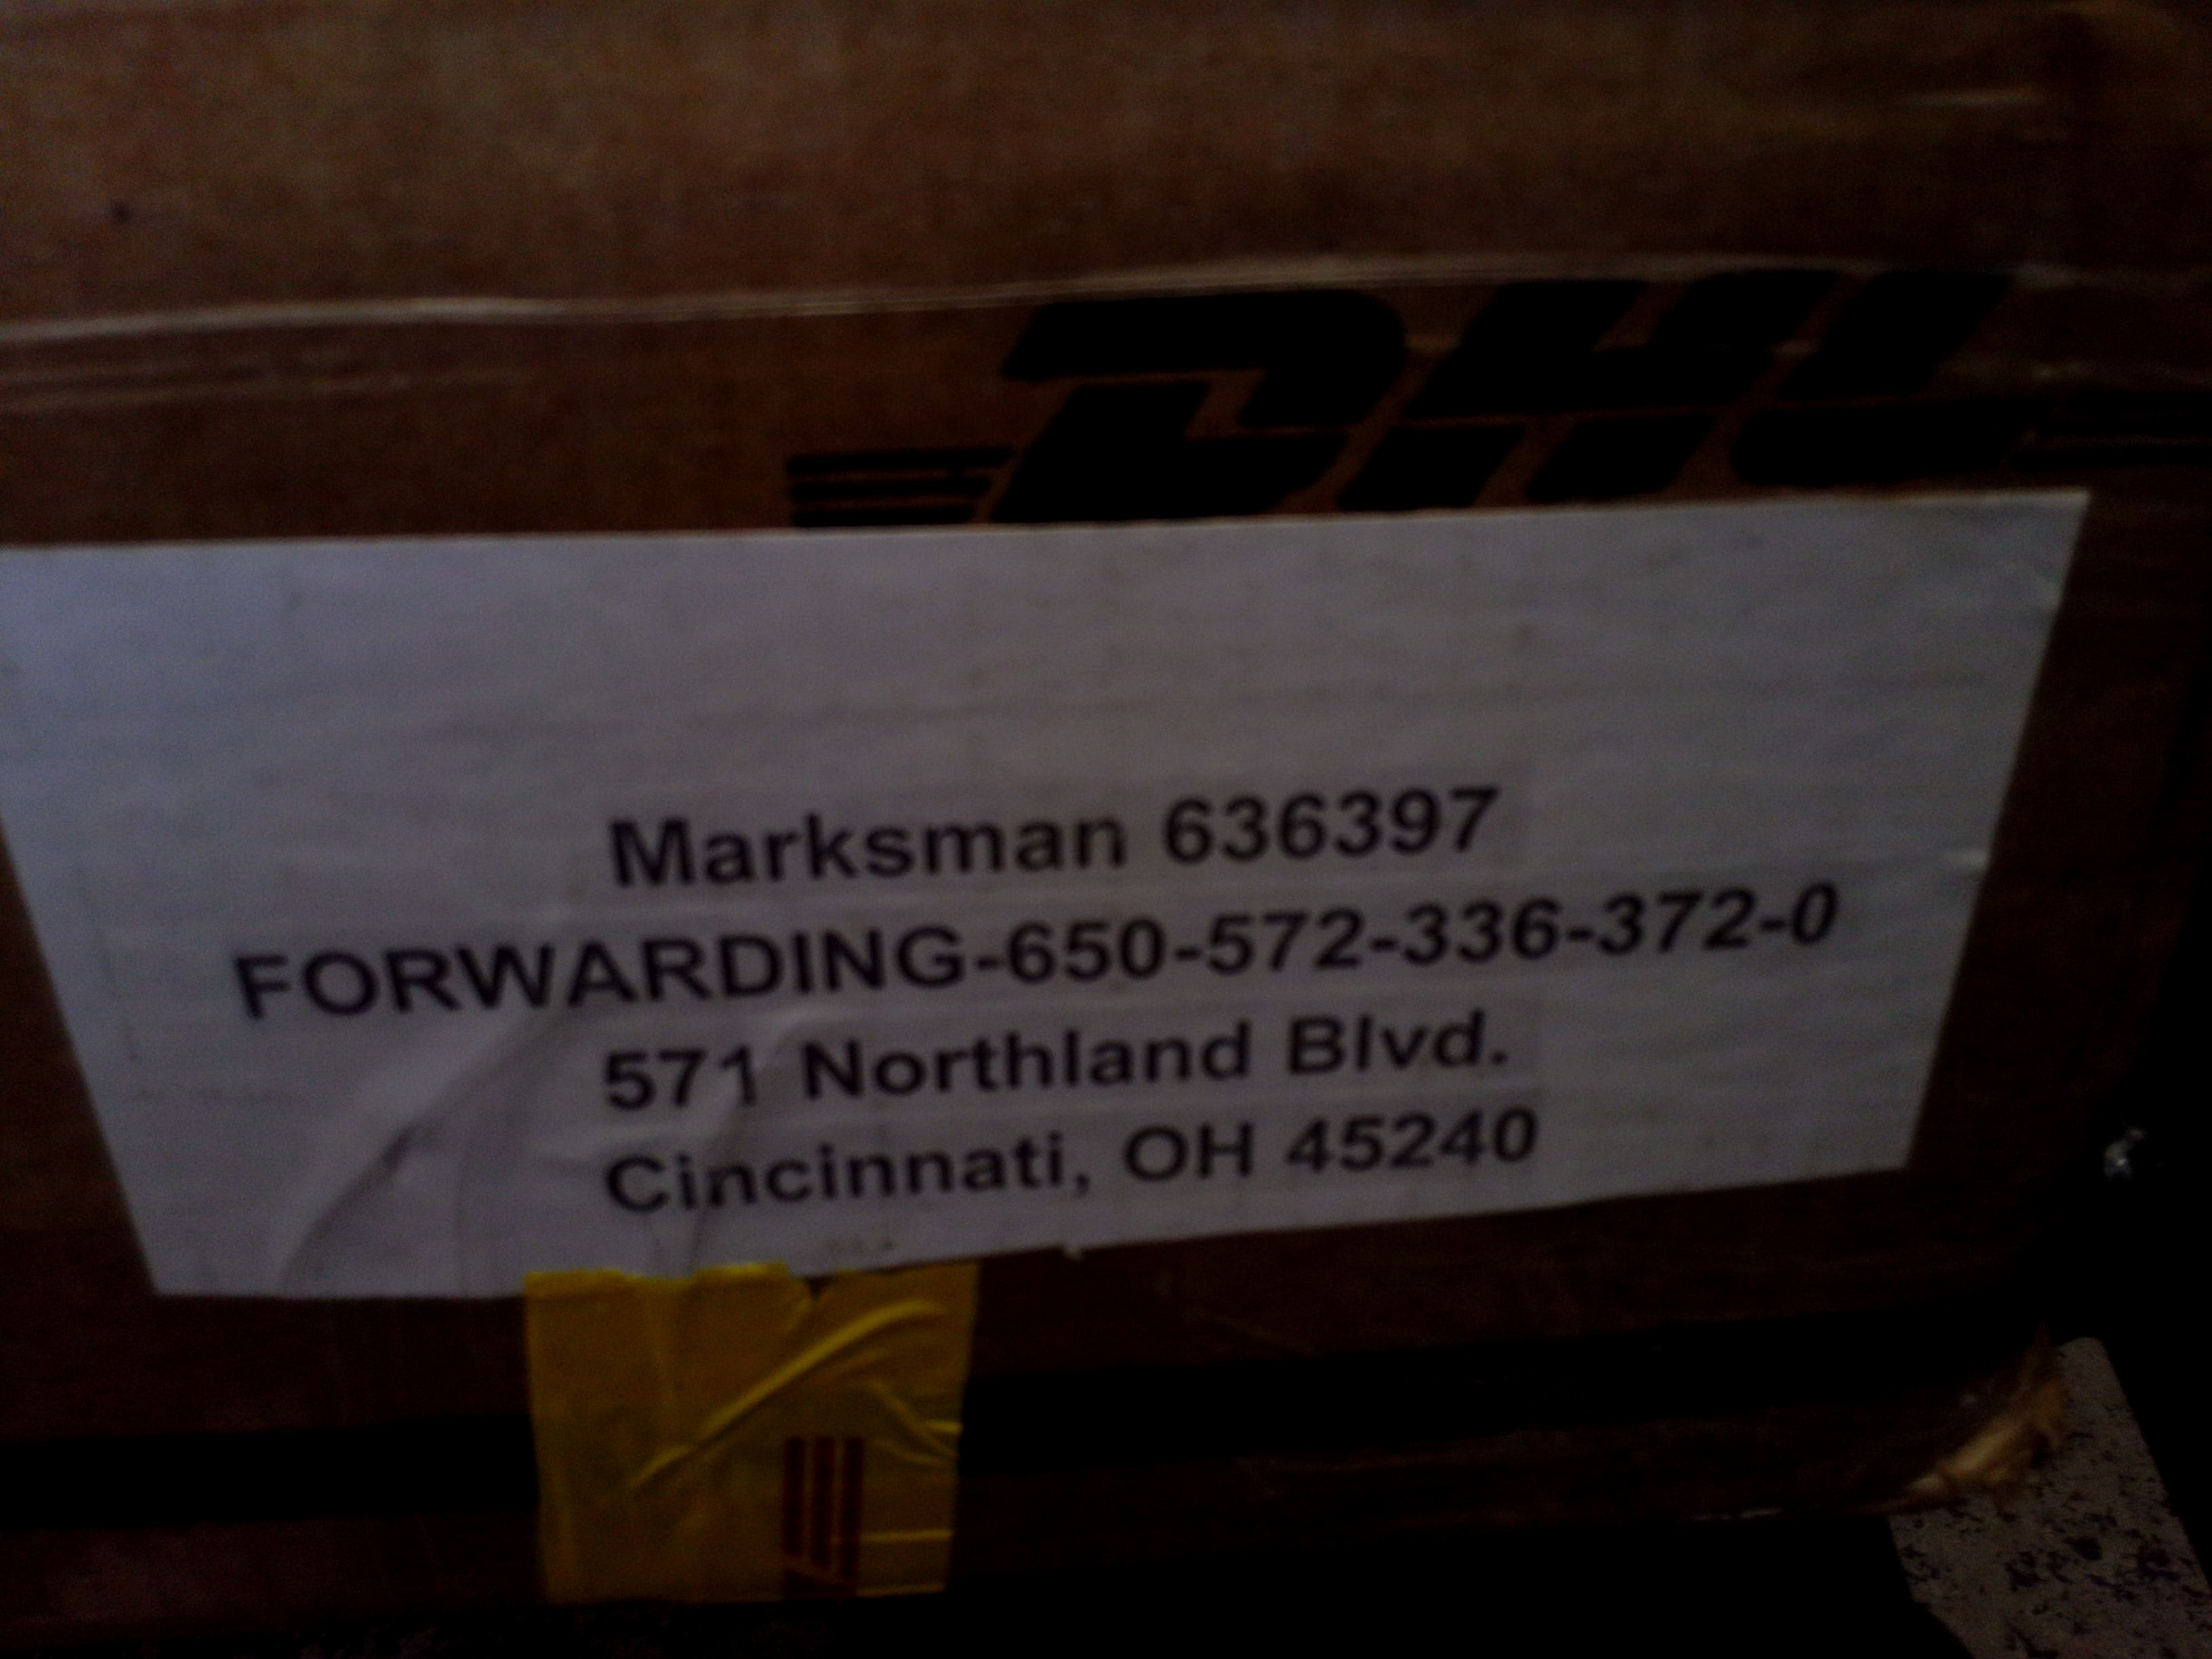 DHL
Marksman 636397
FORWARDING-650-572-336-372-0
571 Northland Blvd.
Cincinnati, OH 45240